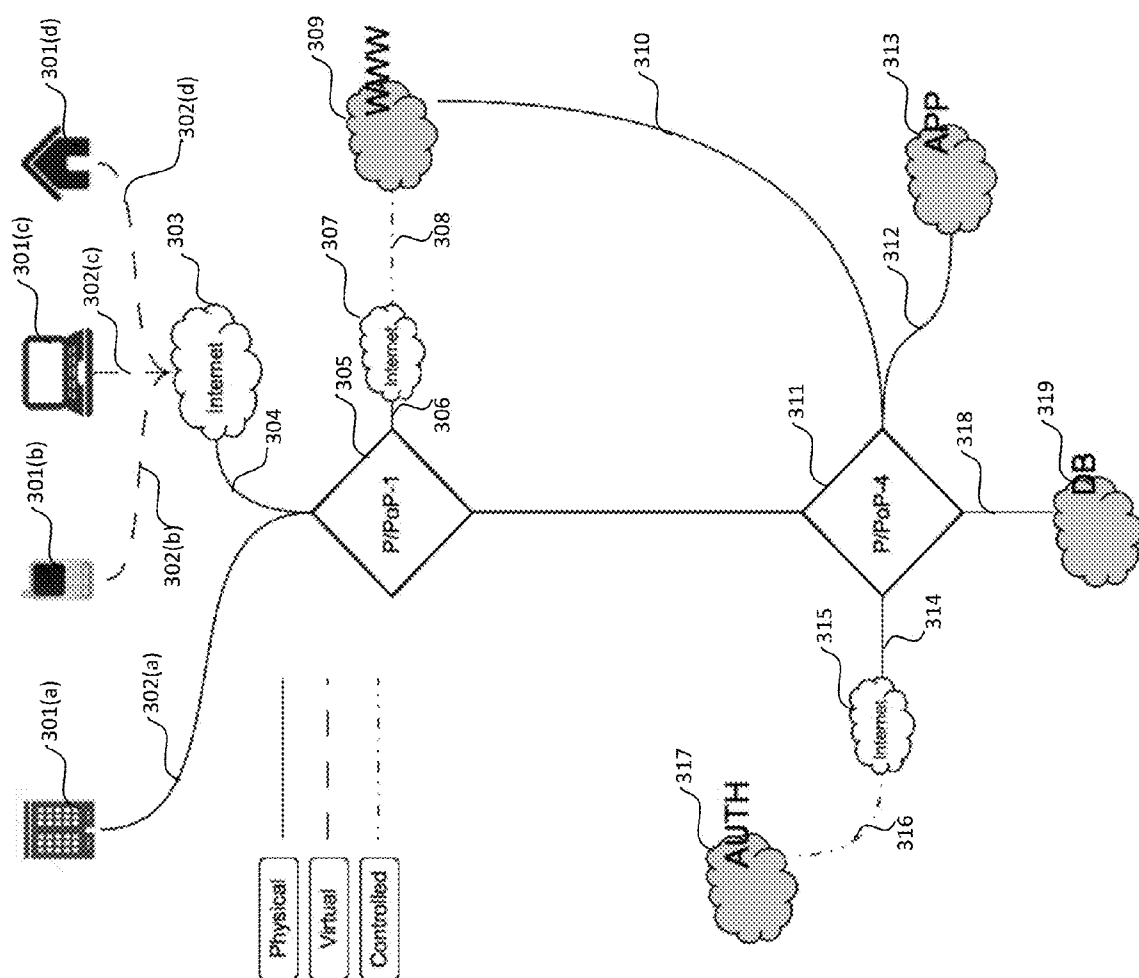 301(a)
301(b)
301(c)
301(d)
302(a)
302(b)
302(c)
302(d)
303
Internet
304
305
P/PoP-1
306
307
Internet
308
309
WWW
310
Physical
Virtual
Controlled
311
P/PoP-4
312
313
APP
314
315
Internet
316
317
AUTH
318
319
DB